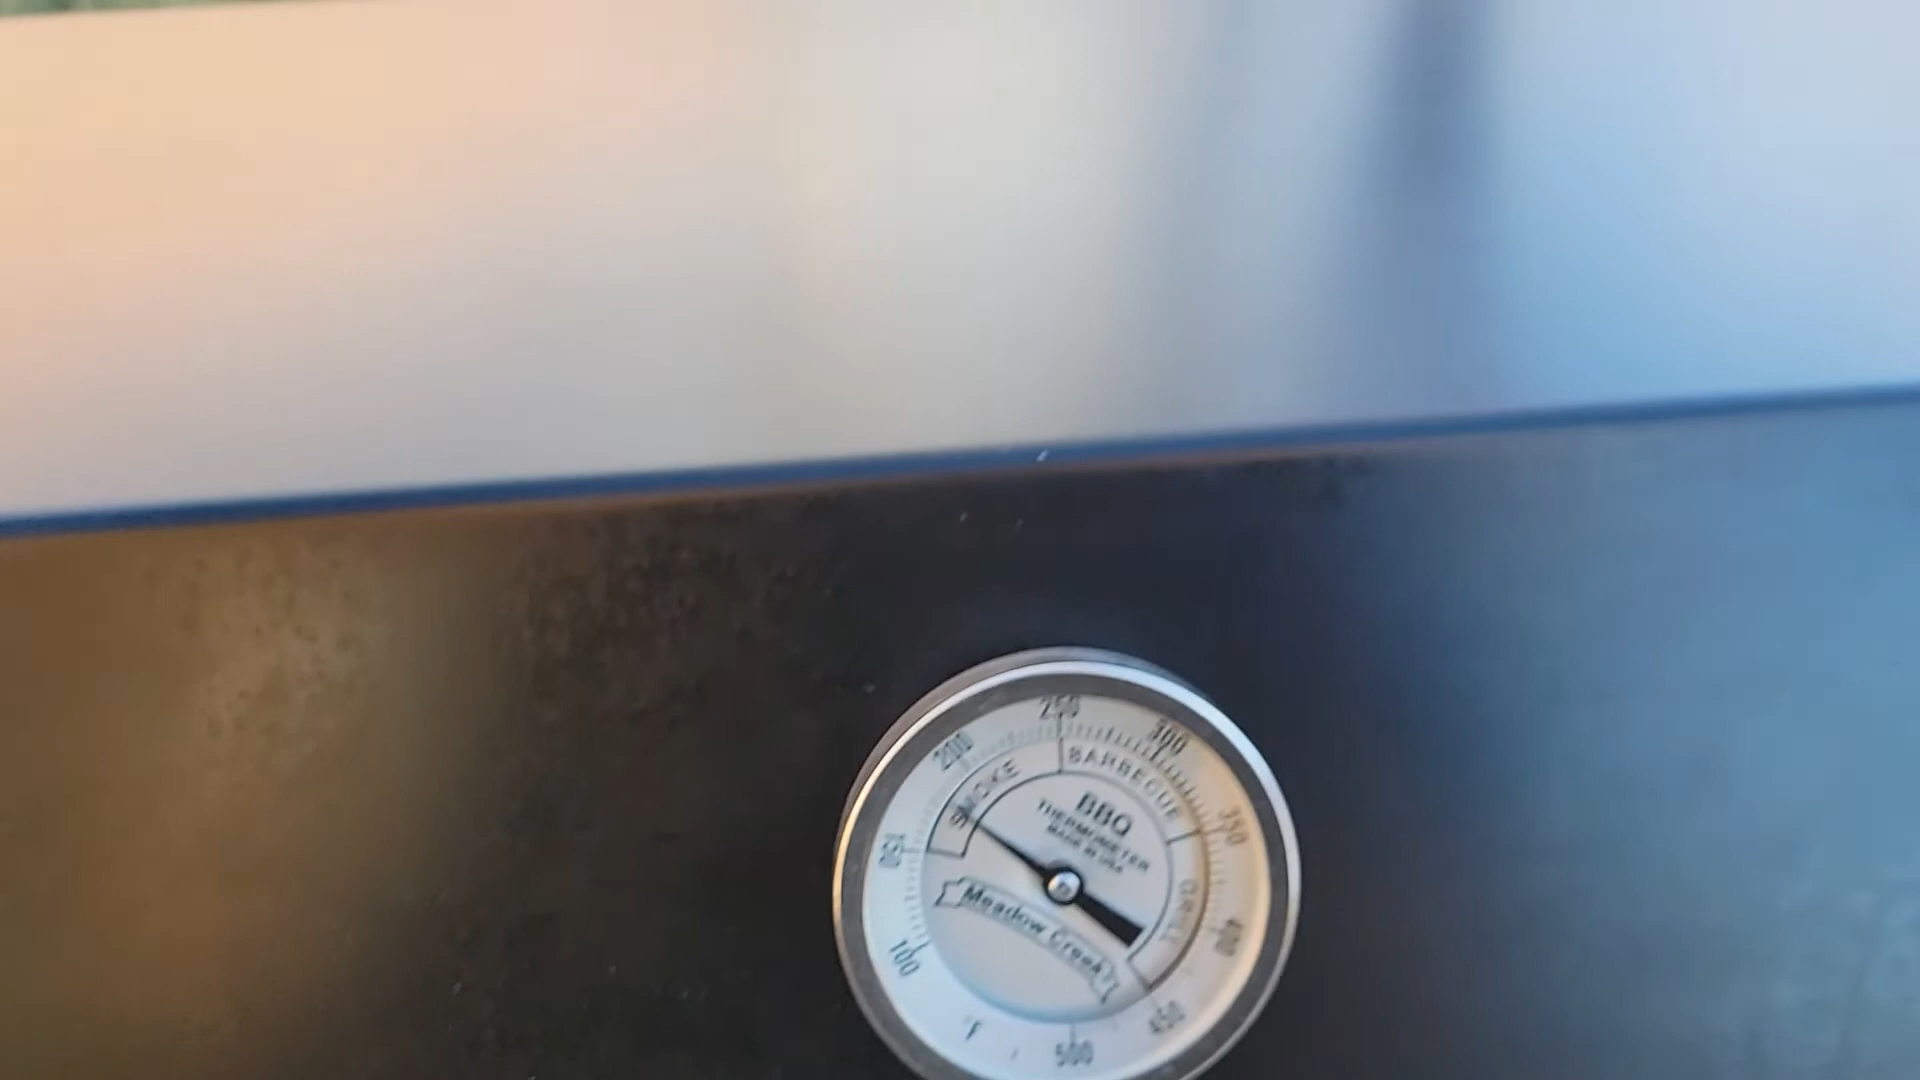 250
300
200
SMOKE
BARBECUE
BBQ
THERMOMETER
MADE IN USA
350
150
Meadow Creek
GRILL
400
100
450
°F
500